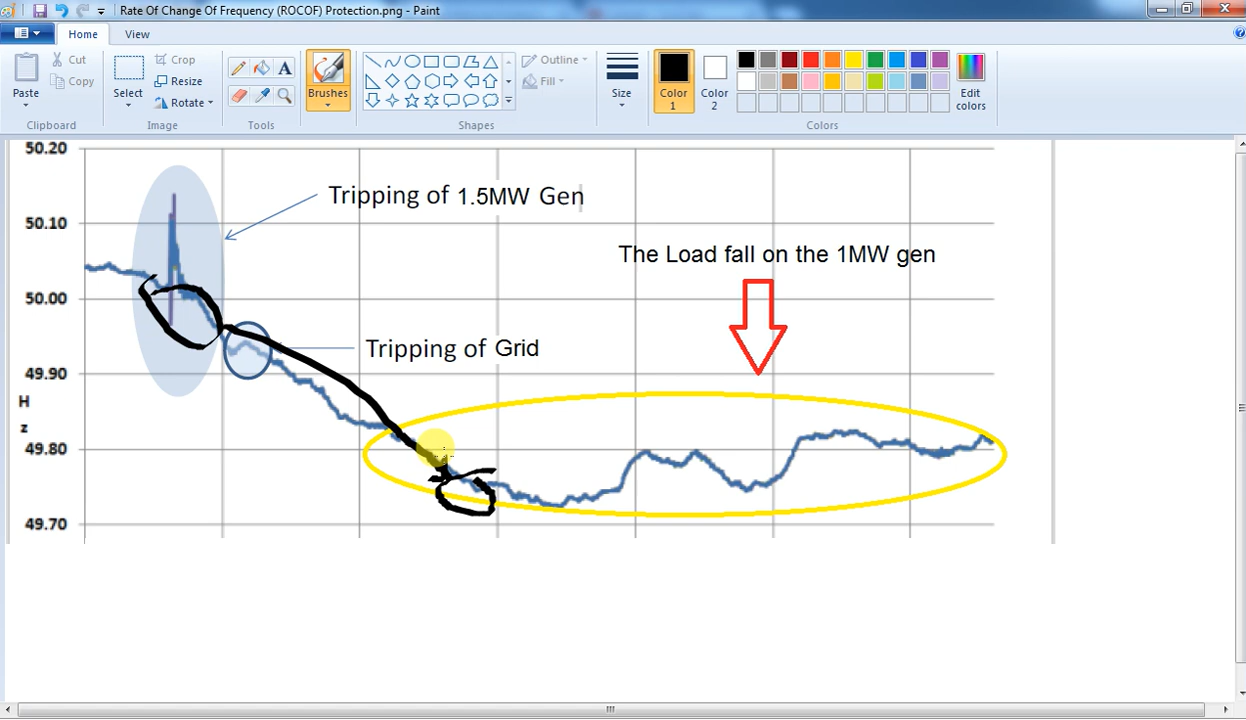 Rate Of Change Of Frequency (ROCOF) Protection.png - Paint
Home
View
Paste
Cut
Copy
Clipboard
Select
Crop
Resize
Rotate
Image
A
Tools
Brushes
Outline
Fill
Shapes
Size
Color 1
Color 2
Edit colors
Colors
50.20
50.10
50.00
49.90
H
z
49.80
49.70
Tripping of 1.5MW Gen
The Load fall on the 1MW gen
Tripping of Grid